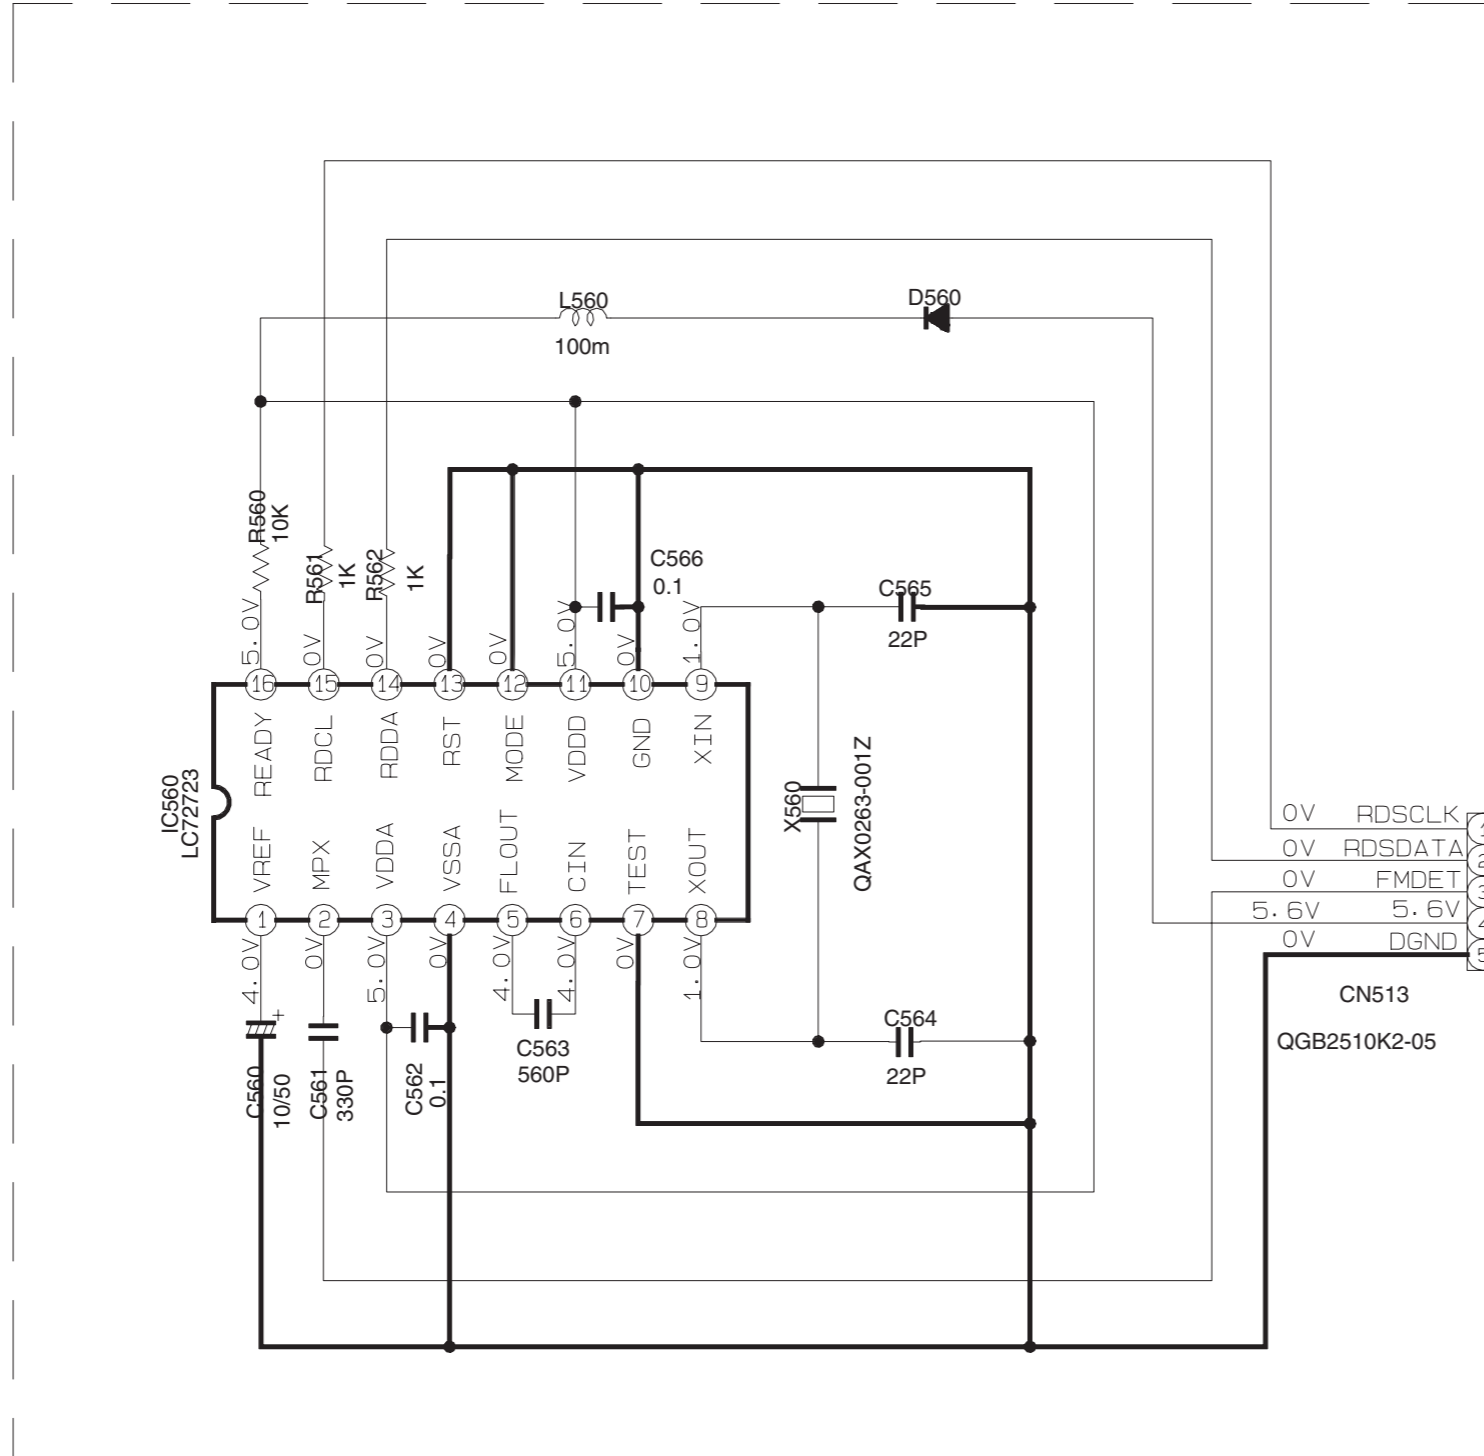 L560
100m
D560
R560
10K
R561
1K
R562
1K
C566
0.1
C565
22P
5.0V
0V
0V
0V
0V
5.0V
0V
1.0V
16
15
14
13
12
11
10
9
READY
RDCL
RDDA
RST
MODE
VDDD
GND
XIN
IC560
LC72723
X560
QAX0263-001Z
VREF
MPX
VDDA
VSSA
FLOUT
CIN
TEST
XOUT
1
2
3
4
5
6
7
8
4.0V
0V
5.0V
0V
4.0V
4.0V
0V
1.0V
0V RDSCLK 1
0V RDSDATA 2
0V FMDET 3
5.6V 5.6V 4
0V DGND 5
CN513
QGB2510K2-05
+
C560
10/50
C561
330P
C562
0.1
C563
560P
C564
22P